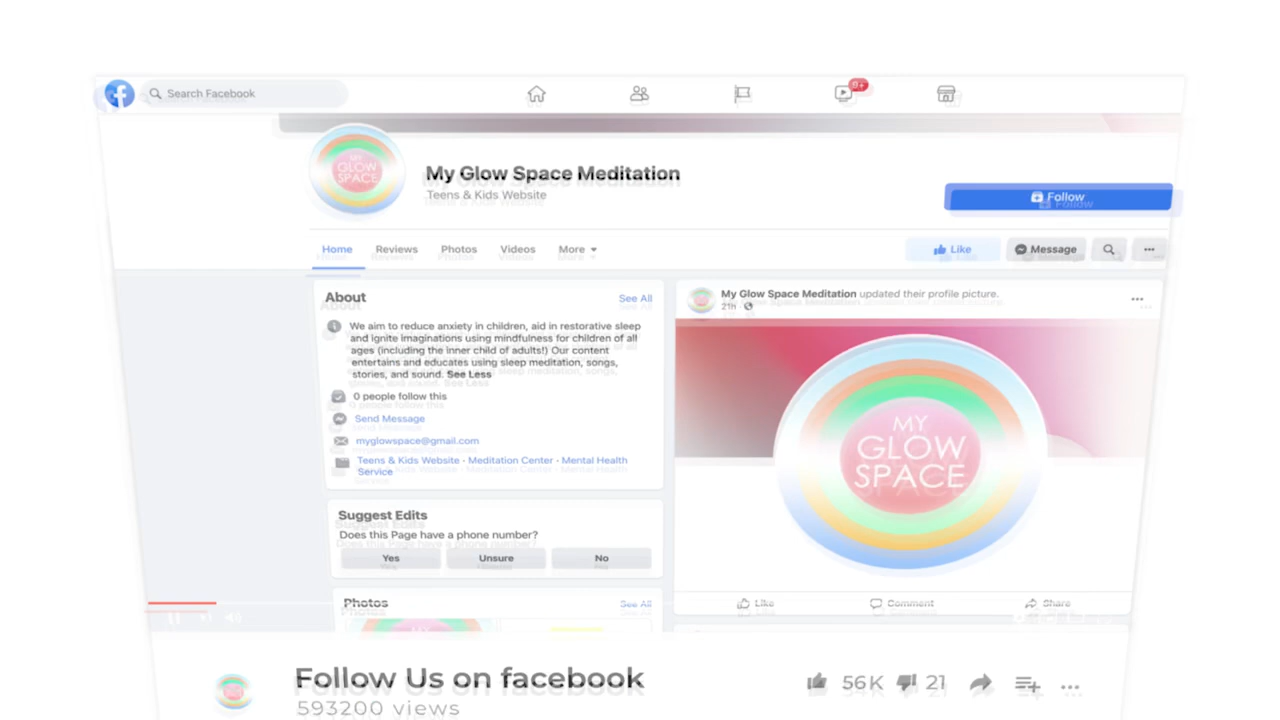 Search Facebook
8+
MY
GLOW
SPACE
My Glow Space Meditation
Teens & Kids Website
Follow
Home Reviews Photos Videos More
Like Message
About See All
We aim to reduce anxiety in children, aid in restorative sleep
and ignite imaginations using mindfulness for children of all
ages (including the inner child of adults!) Our content
entertains and educates using sleep meditation, songs,
stories, and sound. See Less
0 people follow this
Send Message
myglowspace@gmail.com
Teens & Kids Website · Meditation Center · Mental Health
Service
Suggest Edits
Does this Page have a phone number?
Yes Unsure No
Photos See All
My Glow Space Meditation updated their profile picture.
21h
MY
GLOW
SPACE
Like Comment Share
Follow Us on facebook
593200 views
56K 21